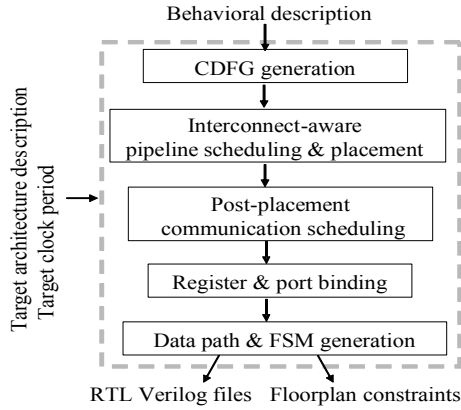 Behavioral description
CDFG generation
Interconnect-aware
pipeline scheduling & placement
Target architecture description
Target clock period
Post-placement
communication scheduling
Register & port binding
Data path & FSM generation
RTL Verilog files
Floorplan constraints